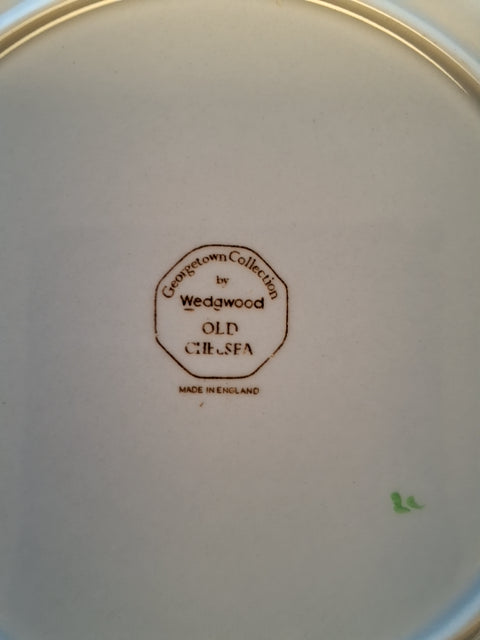 Georgetown Collection
by
Wedgwood
OLD
CHELSEA
MADE IN ENGLAND